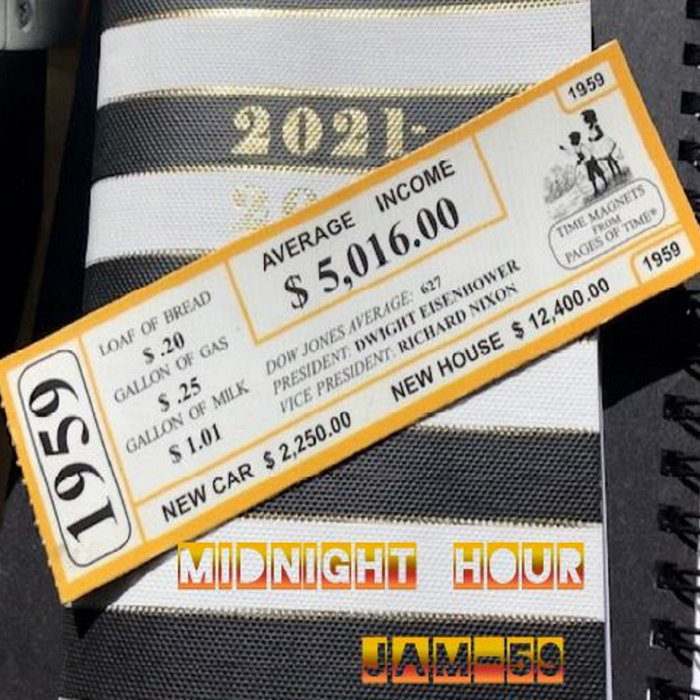 2021-
1959
TIME MAGNETS
FROM
PAGES OF TIME®
1959
AVERAGE INCOME
$ 5,016.00
LOAF OF BREAD
$ .20
GALLON OF GAS
$ .25
GALLON OF MILK
$ 1.01
DOW JONES AVERAGE: 627
PRESIDENT: DWIGHT EISENHOWER
VICE PRESIDENT: RICHARD NIXON
1959
NEW CAR $ 2,250.00 NEW HOUSE $ 12,400.00
MIDNIGHT HOUR
JAM-59